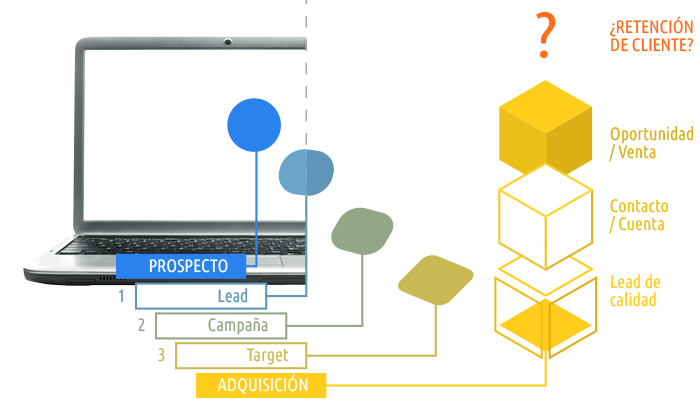 ?
¿RETENCIÓN
DE CLIENTE?
Oportunidad
/ Venta
Contacto
/ Cuenta
Lead de
calidad
PROSPECTO
1 Lead
2 Campaña
3 Target
ADQUISICIÓN